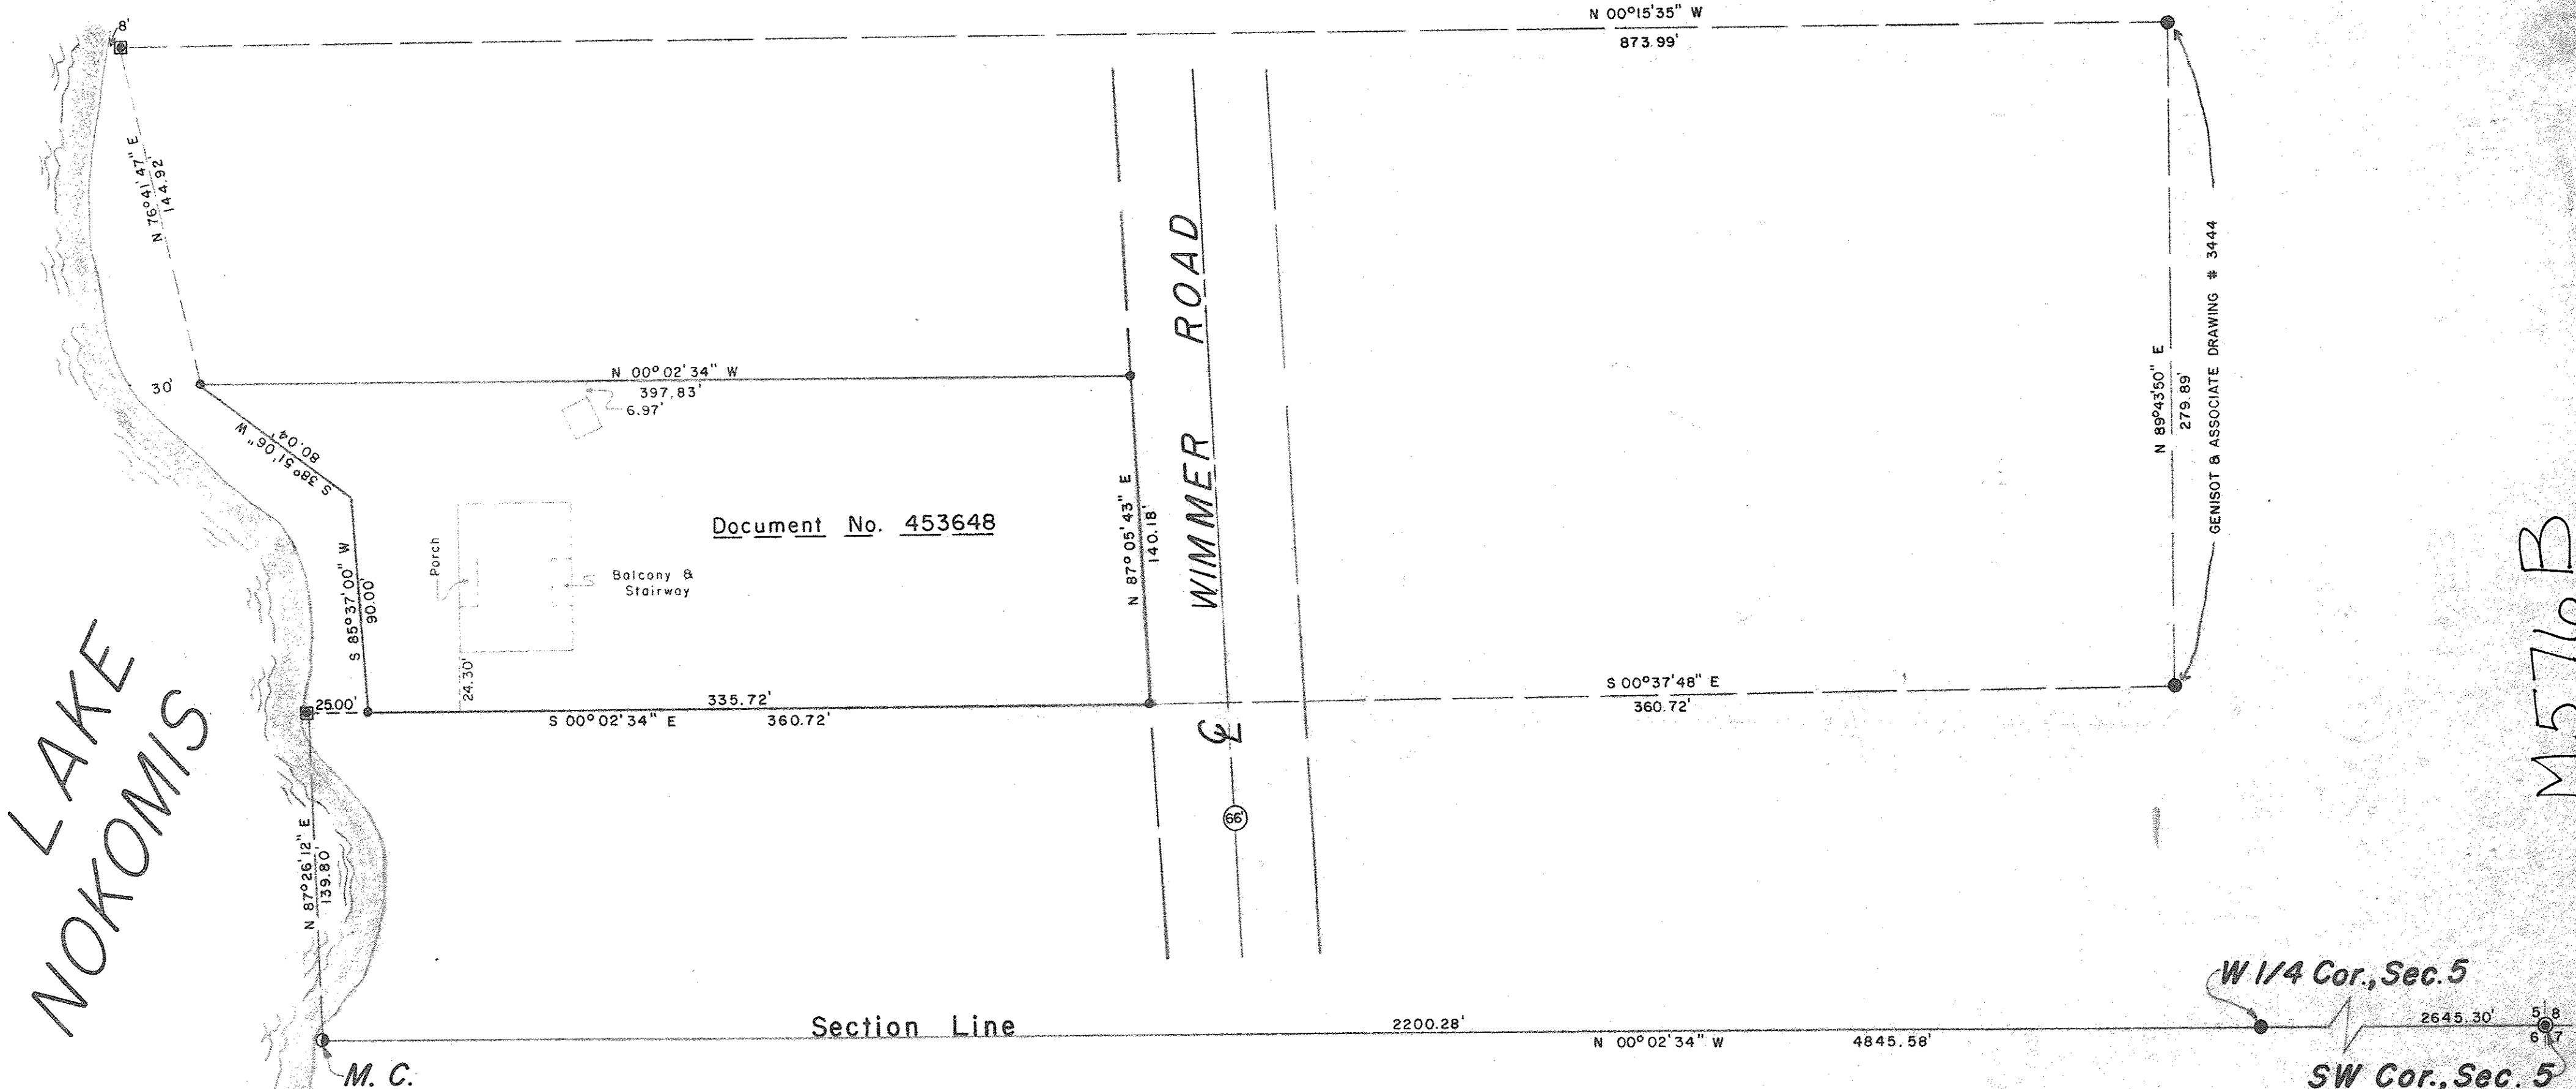 8'
N 00°15'35" W
873.99'
N 76°41'47" E
144.92'
30'
N 00°02'34" W
397.83'
6.97'
S 38°51'06" W
80.04'
Document No. 453648
Porch
Balcony &
Stairway
S 85°37'00" W
90.00'
24.30'
N 87°05'43" E
140.18'
WIMMER ROAD
N 89°43'50" E
279.89'
GENISOT & ASSOCIATE DRAWING # 3444
M.576 B
25.00'
335.72'
S 00°02'34" E 360.72'
S 00°37'48" E
360.72'
℄
66'
LAKE
NOKOMIS
N 87°26'12" E
139.80'
M. C.
Section Line
2200.28'
N 00°02'34" W 4845.58'
W 1/4 Cor., Sec. 5
2645.30'
5 8
6 7
SW Cor., Sec. 5